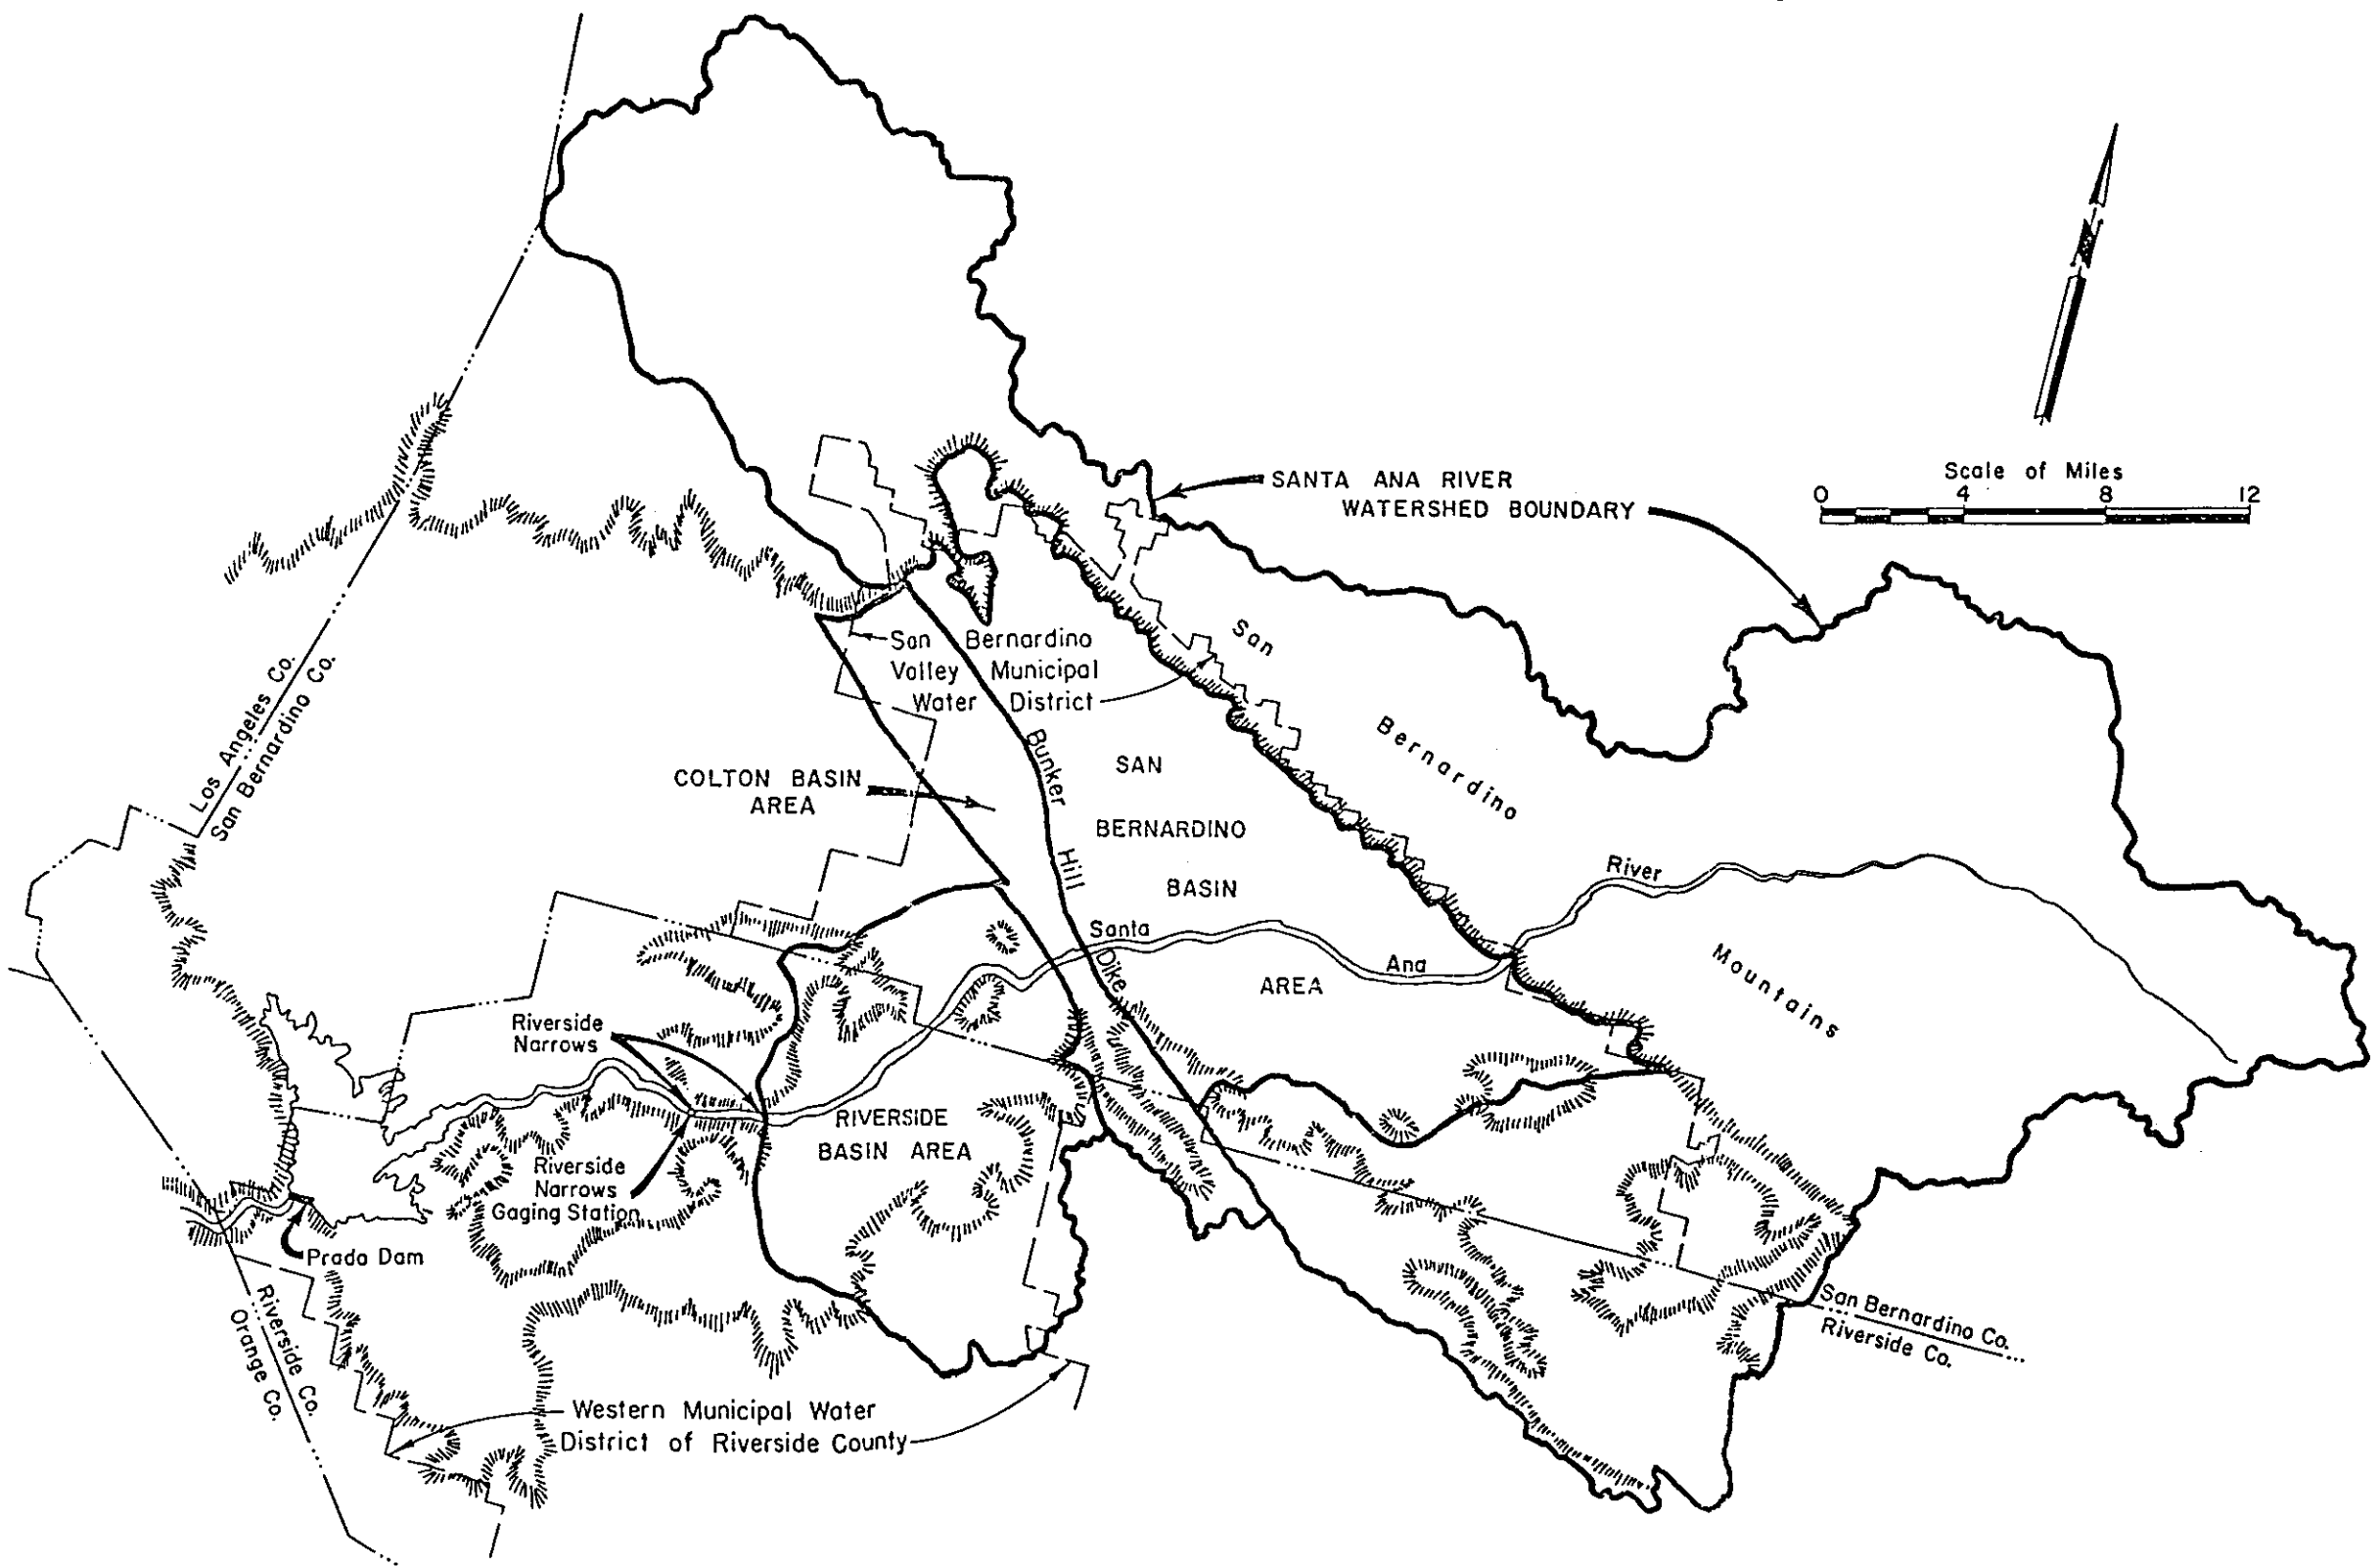 SANTA ANA RIVER
WATERSHED BOUNDARY
Scale of Miles
0 4 8 12
Los Angeles Co.
San Bernardino Co.
San Bernardino
Valley Municipal
Water District
San
Bernardino
Mountains
COLTON BASIN
AREA
Bunker
Hill
Dike
SAN
BERNARDINO
BASIN
AREA
Santa
Ana
River
Riverside
Narrows
RIVERSIDE
BASIN AREA
Riverside
Narrows
Gaging Station
Prado Dam
Riverside Co.
Orange Co.
San Bernardino Co.
Riverside Co.
Western Municipal Water
District of Riverside County